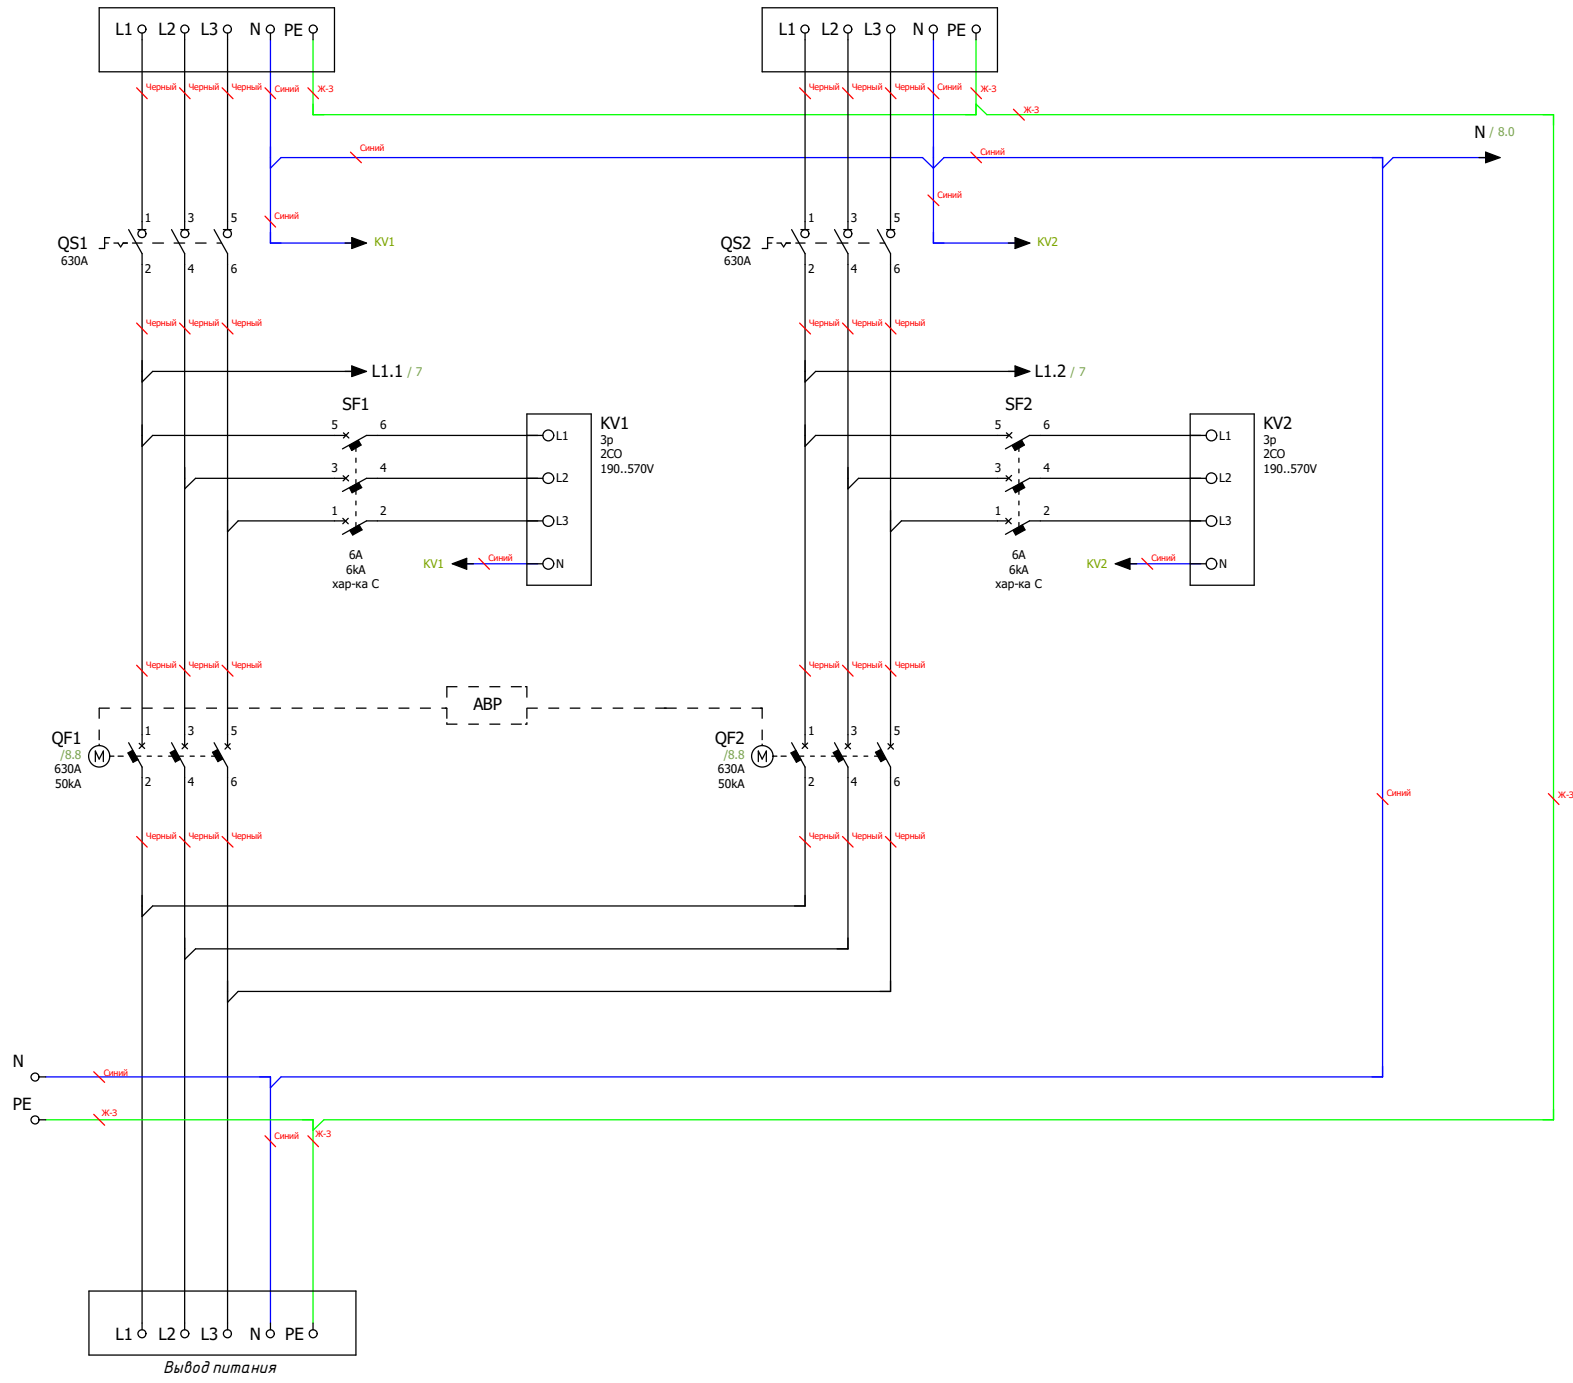 L1 L2 L3 N PE
L1 L2 L3 N PE
Черный Черный Черный Синий Ж-З
Черный Черный Черный Синий Ж-З
Ж-З
N / 8.0
Синий
Синий
Синий
Синий
1 3 5
QS1
630A
2 4 6
KV1
1 3 5
QS2
630A
2 4 6
KV2
Черный Черный Черный
Черный Черный Черный
L1.1 / 7
L1.2 / 7
SF1
5 6
3 4
1 2
6A
6kA
хар-ка C
KV1
3p
2CO
190..570V
L1
L2
L3
N
KV1
Синий
SF2
5 6
3 4
1 2
6A
6kA
хар-ка C
KV2
3p
2CO
190..570V
L1
L2
L3
N
KV2
Синий
Черный Черный Черный
Черный Черный Черный
АВР
QF1
/8.8
630A
50kA
M
1 3 5
2 4 6
QF2
/8.8
630A
50kA
M
1 3 5
2 4 6
Синий
Ж-З
Черный Черный Черный
Черный Черный Черный
N
Синий
PE
Ж-З
Синий Ж-З
L1 L2 L3 N PE
Вывод питания